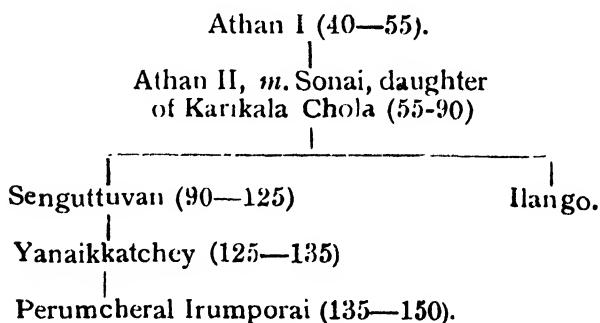 Athan I (40—55).
Athan II, m. Sonai, daughter
of Karikala Chola (55-90)
Senguttuvan (90—125) Ilango.
Yanaikkatchey (125—135)
Perumcheral Irumporai (135—150).